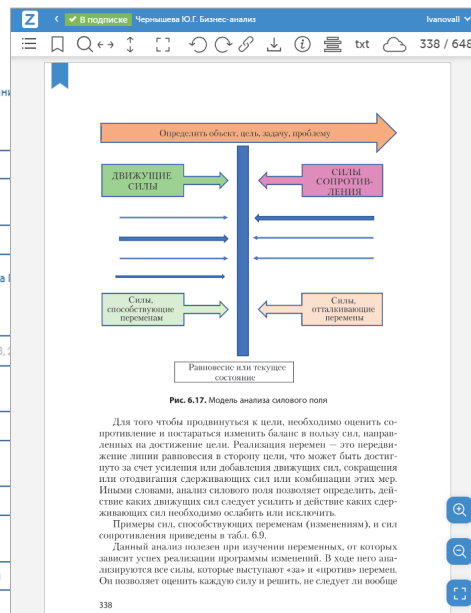 Z
В подписке Чернышева Ю.Г. Бизнес-анализ
Ivanovall
txt
338 / 648
Определить объект, цель, задачу, проблему
ДВИЖУЩИЕ
СИЛЫ
СИЛЫ
СОПРОТИВ-
ЛЕНИЯ
Силы,
способствующие
переменам
Силы,
отталкивающие
перемены
Равновесие или текущее
состояние
Рис. 6.17. Модель анализа силового поля
Для того чтобы продвинуться к цели, необходимо оценить со-
противление и постараться изменить баланс в пользу сил, направ-
ленных на достижение цели. Реализация перемен — это передви-
жение линии равновесия в сторону цели, что может быть достиг-
нуто за счет усиления или добавления движущих сил, сокращения
или отодвигания сдерживающих сил или комбинации этих мер.
Иными словами, анализ силового поля позволяет определить, дей-
ствие каких движущих сил следует усилить и действие каких сдер-
живающих сил необходимо ослабить или исключить.
Примеры сил, способствующих переменам (изменениям), и сил
сопротивления приведены в табл. 6.9.
Данный анализ полезен при изучении переменных, от которых
зависит успех реализации программы изменений. В ходе него ана-
лизируются все силы, которые выступают «за» и «против» перемен.
Он позволяет оценить каждую силу и решить, не следует ли вообще
338